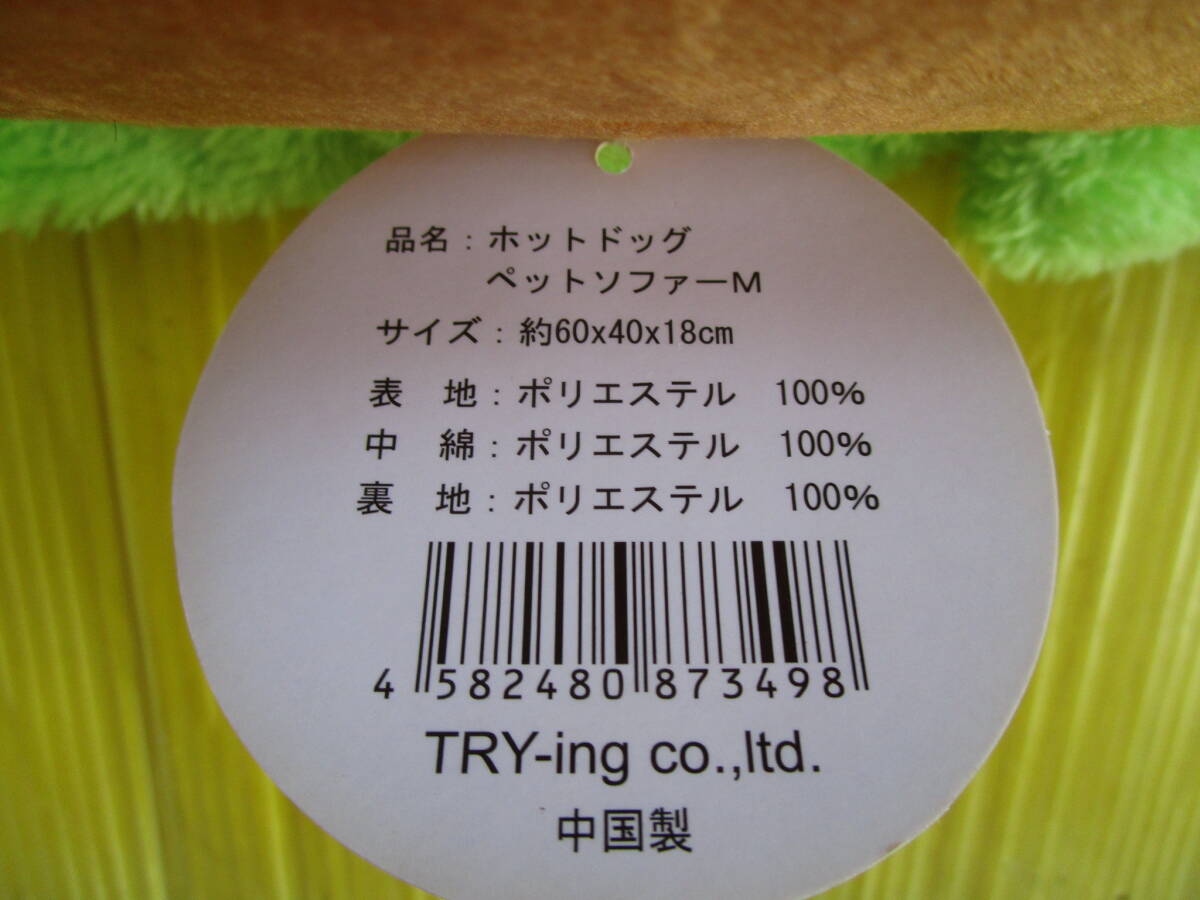 品名：ホットドッグ
ペットソファーM
サイズ：約60x40x18cm
表　地：ポリエステル　100%
中　綿：ポリエステル　100%
裏　地：ポリエステル　100%
4 582480 873498
TRY-ing co.,ltd.
中国製